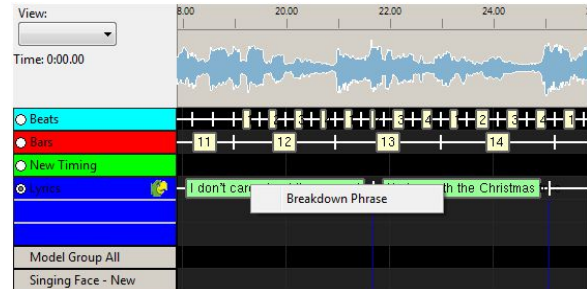 View:
8.00 20.00 22.00 24.00
Time: 0:00.00
Beats
Bars 11 12 13 14
New Timing
Lyrics I don't care th the Christmas
Breakdown Phrase
Model Group All
Singing Face - New